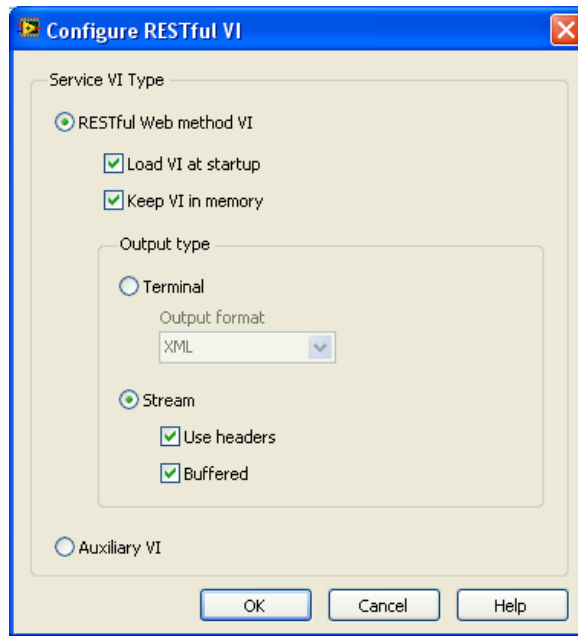 Configure RESTful VI
Service VI Type
RESTful Web method VI
Load VI at startup
Keep VI in memory
Output type
Terminal
Output format
XML
Stream
Use headers
Buffered
Auxiliary VI
OK Cancel Help